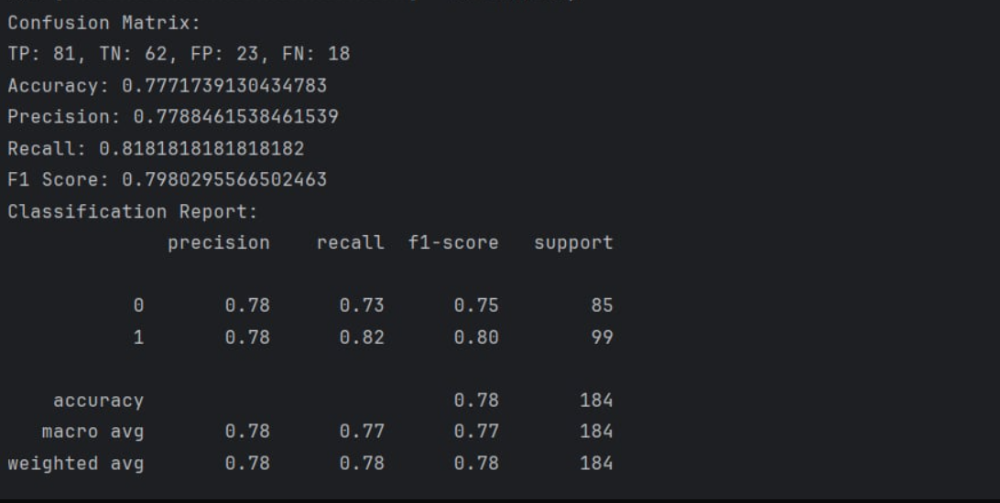 Confusion Matrix:
TP: 81, TN: 62, FP: 23, FN: 18
Accuracy: 0.7771739130434783
Precision: 0.7788461538461539
Recall: 0.8181818181818182
F1 Score: 0.7980295566502463
Classification Report:
precision recall f1-score support
0 0.78 0.73 0.75 85
1 0.78 0.82 0.80 99
accuracy 0.78 184
macro avg 0.78 0.77 0.77 184
weighted avg 0.78 0.78 0.78 184